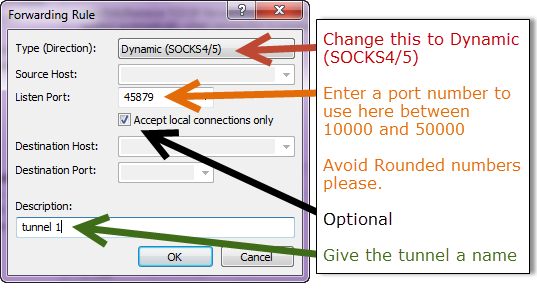 Forwarding Rule
Type (Direction):
Dynamic (SOCKS4/5)
Source Host:
Listen Port:
45879
Accept local connections only
Destination Host:
Destination Port:
Description:
tunnel 1
OK
Cancel
Change this to Dynamic
(SOCKS4/5)
Enter a port number to
use here between
10000 and 50000
Avoid Rounded numbers
please.
Optional
Give the tunnel a name